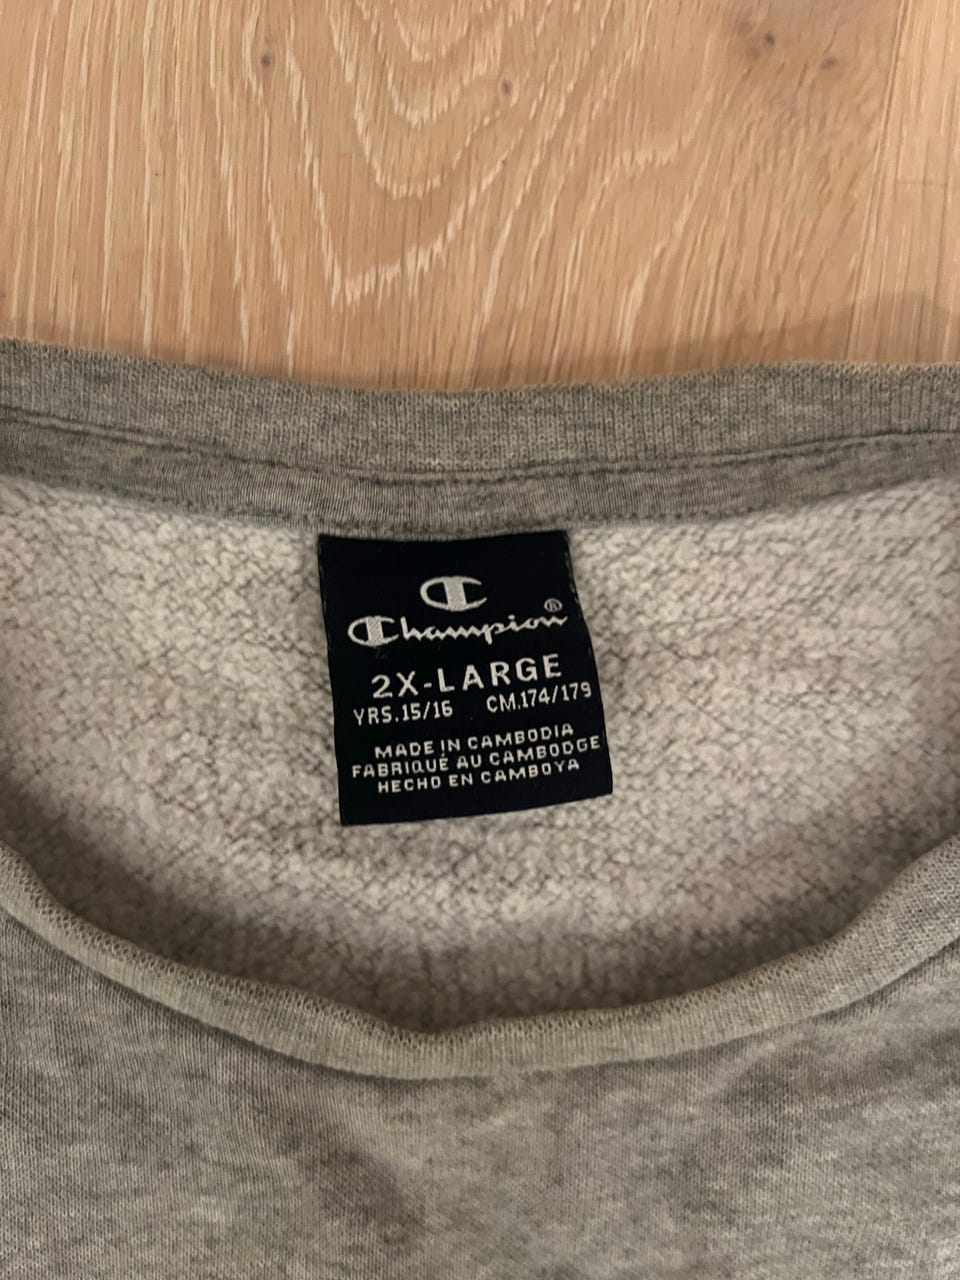 Champion®
2X-LARGE
YRS.15/16 CM.174/179
MADE IN CAMBODIA
FABRIQUÉ AU CAMBODGE
HECHO EN CAMBOYA